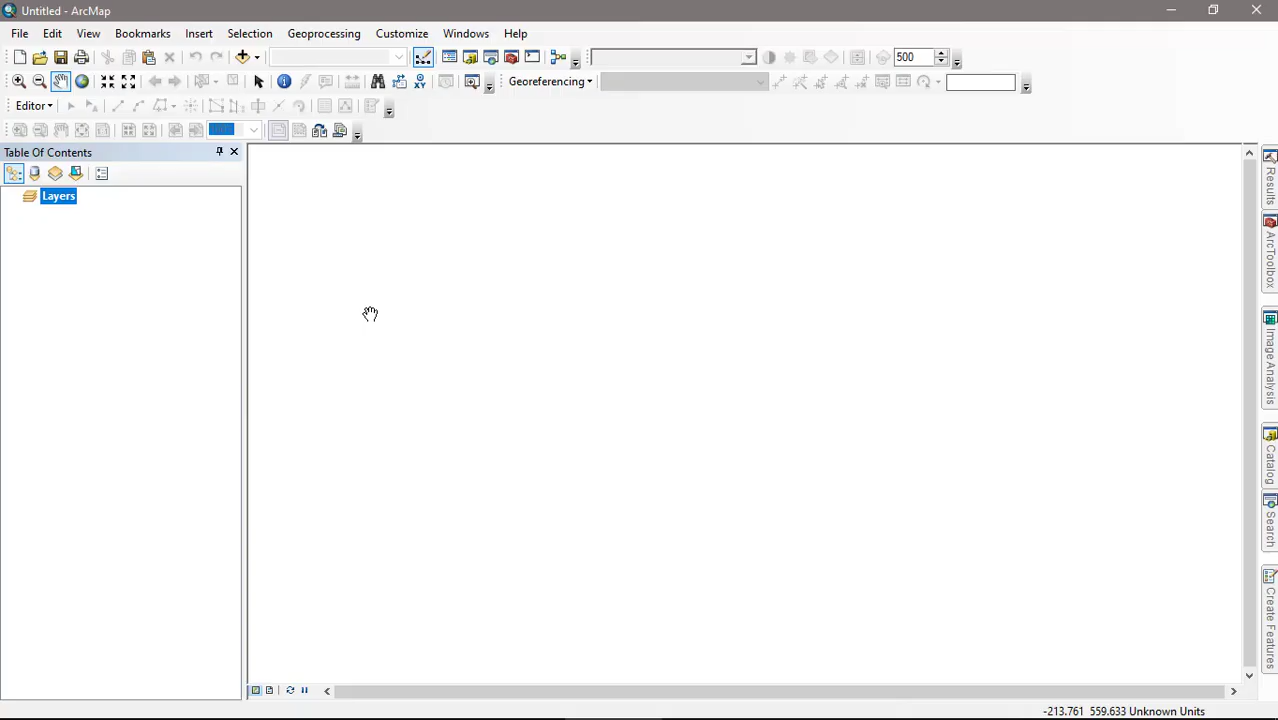 Untitled - ArcMap
File Edit View Bookmarks Insert Selection Geoprocessing Customize Windows Help
500
Georeferencing
Editor
Table Of Contents
Layers
Results
ArcToolbox
Image Analysis
Catalog
Search
Create Features
-213.761 559.633 Unknown Units